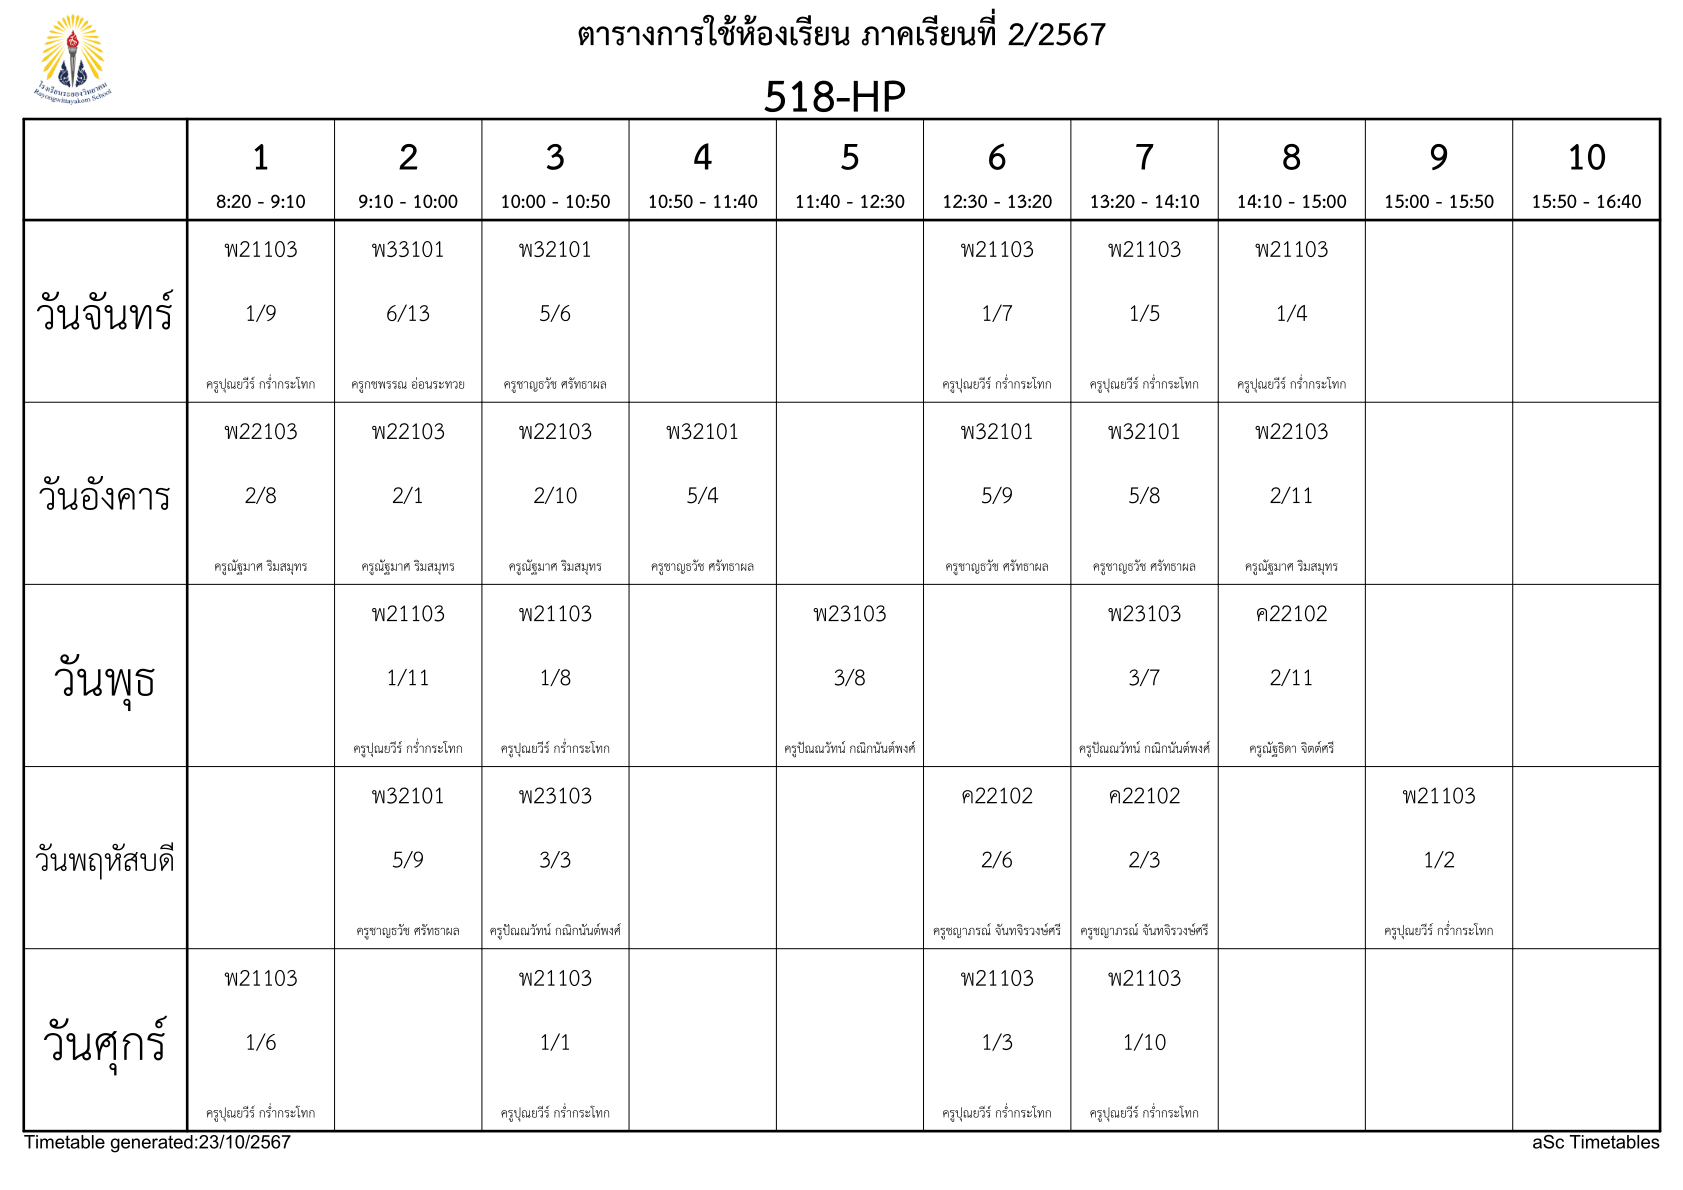 ตารางการใช้ห้องเรียน ภาคเรียนที่ 2/2567
โรงเรียนระยองวิทยาคม
Rayongwittayakom School
518-HP
1 2 3 4 5 6 7 8 9 10
8:20 - 9:10 9:10 - 10:00 10:00 - 10:50 10:50 - 11:40 11:40 - 12:30 12:30 - 13:20 13:20 - 14:10 14:10 - 15:00 15:00 - 15:50 15:50 - 16:40
พ21103 พ33101 พ32101 พ21103 พ21103 พ21103
วันจันทร์ 1/9 6/13 5/6 1/7 1/5 1/4
ครูปุณยวีร์ กร่ำกระโทก ครูกชพรรณ อ่อนระทวย ครูชาญธวัช ศรัทธาผล ครูปุณยวีร์ กร่ำกระโทก ครูปุณยวีร์ กร่ำกระโทก ครูปุณยวีร์ กร่ำกระโทก
พ22103 พ22103 พ22103 พ32101 พ32101 พ32101 พ22103
วันอังคาร 2/8 2/1 2/10 5/4 5/9 5/8 2/11
ครูณัฐมาศ ริมสมุทร ครูณัฐมาศ ริมสมุทร ครูณัฐมาศ ริมสมุทร ครูชาญธวัช ศรัทธาผล ครูชาญธวัช ศรัทธาผล ครูชาญธวัช ศรัทธาผล ครูณัฐมาศ ริมสมุทร
พ21103 พ21103 พ23103 พ23103 ค22102
วันพุธ 1/11 1/8 3/8 3/7 2/11
ครูปุณยวีร์ กร่ำกระโทก ครูปุณยวีร์ กร่ำกระโทก ครูปัณณวัทน์ กณิกนันต์พงศ์ ครูปัณณวัทน์ กณิกนันต์พงศ์ ครูณัฐธิดา จิตต์ศรี
พ32101 พ23103 ค22102 ค22102 พ21103
วันพฤหัสบดี 5/9 3/3 2/6 2/3 1/2
ครูชาญธวัช ศรัทธาผล ครูปัณณวัทน์ กณิกนันต์พงศ์ ครูชญาภรณ์ จันทจิรวงษ์ศรี ครูชญาภรณ์ จันทจิรวงษ์ศรี ครูปุณยวีร์ กร่ำกระโทก
พ21103 พ21103 พ21103 พ21103
วันศุกร์ 1/6 1/1 1/3 1/10
ครูปุณยวีร์ กร่ำกระโทก ครูปุณยวีร์ กร่ำกระโทก ครูปุณยวีร์ กร่ำกระโทก ครูปุณยวีร์ กร่ำกระโทก
Timetable generated:23/10/2567 aSc Timetables